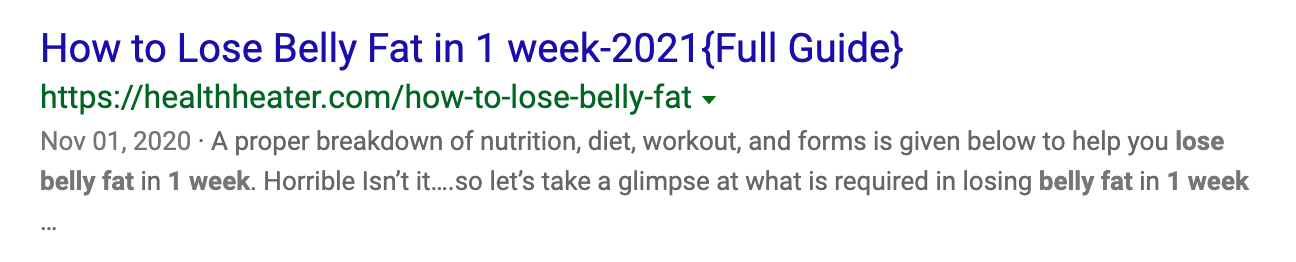 How to Lose Belly Fat in 1 week-2021{Full Guide}
https://healthheater.com/how-to-lose-belly-fat
Nov 01, 2020 · A proper breakdown of nutrition, diet, workout, and forms is given below to help you lose
belly fat in 1 week. Horrible Isn’t it….so let’s take a glimpse at what is required in losing belly fat in 1 week
…